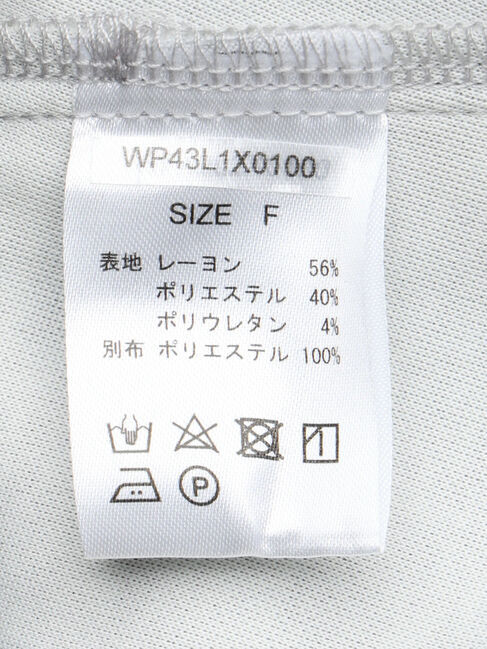 WP43L1X0100
SIZE F
表地 レーヨン 56%
ポリエステル 40%
ポリウレタン 4%
別布 ポリエステル 100%
P